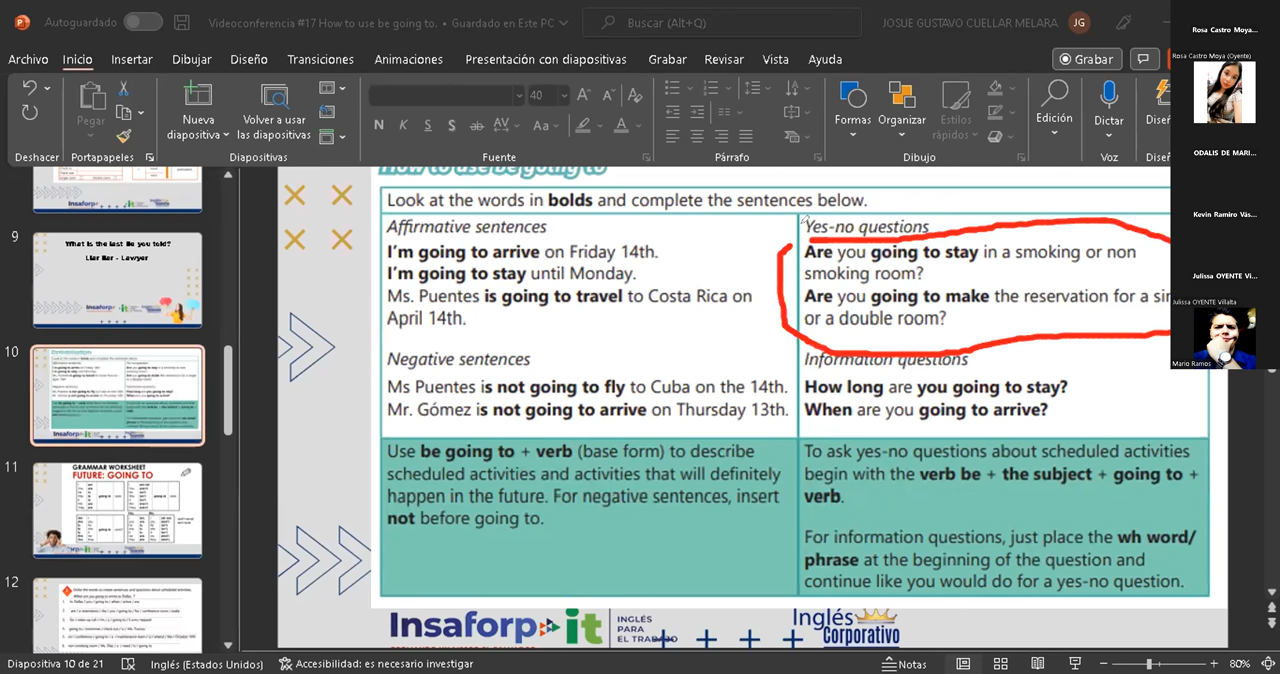 Autoguardado
Videoconferencia #17 How to use be going to. • Guardado en Este PC
Buscar (Alt+Q)
JOSUE GUSTAVO CUELLAR MELARA
JG
Archivo Inicio Insertar Dibujar Diseño Transiciones Animaciones Presentación con diapositivas Grabar Revisar Vista Ayuda
Grabar
Pegar
Nueva diapositiva
Volver a usar las diapositivas
40
N K S S ab AV Aa A
Formas
Organizar
Estilos rápidos
Edición
Dictar
Deshacer
Portapapeles
Diapositivas
Fuente
Párrafo
Dibujo
Voz
9
What is the last lie you told?
Liar liar - Lawyer
10
11
GRAMMAR WORKSHEET
FUTURE: GOING TO
12
How to use be going to
Look at the words in bolds and complete the sentences below.
Affirmative sentences
I'm going to arrive on Friday 14th.
I'm going to stay until Monday.
Ms. Puentes is going to travel to Costa Rica on
April 14th.
Negative sentences
Ms Puentes is not going to fly to Cuba on the 14th.
Mr. Gómez is not going to arrive on Thursday 13th.
Yes-no questions
Are you going to stay in a smoking or non
smoking room?
Are you going to make the reservation for a sin
or a double room?
Information questions
How long are you going to stay?
When are you going to arrive?
Use be going to + verb (base form) to describe
scheduled activities and activities that will definitely
happen in the future. For negative sentences, insert
not before going to.
To ask yes-no questions about scheduled activities
begin with the verb be + the subject + going to +
verb.
For information questions, just place the wh word/
phrase at the beginning of the question and
continue like you would do for a yes-no question.
Insaforp it
INGLÉS
PARA
EL TRABAJO
Inglés
Corporativo
Rosa Castro Moya...
Rosa Castro Moya (Oyente)
ODALIS DE MARI...
Kevin Ramiro Vás...
Julissa OYENTE Vi...
Julissa OYENTE Villalta
Mario Ramos
Diapositiva 10 de 21
Inglés (Estados Unidos)
Accesibilidad: es necesario investigar
Notas
80%